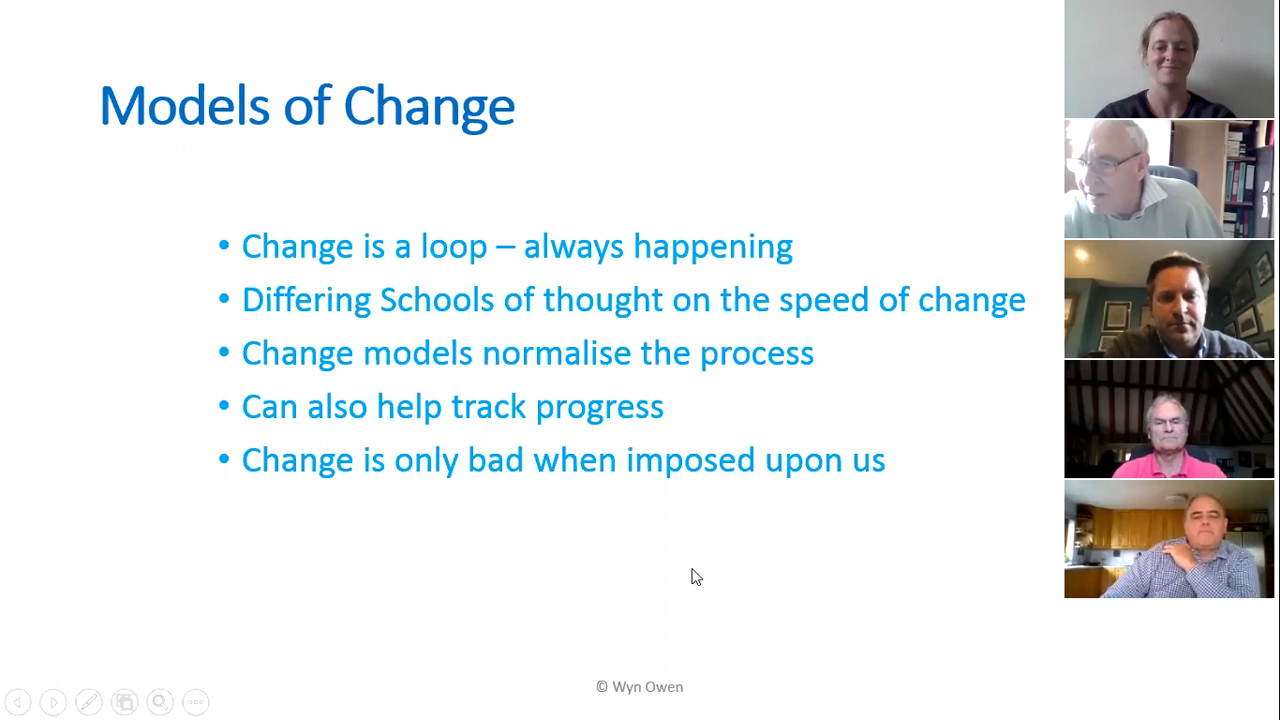 Models of Change
• Change is a loop – always happening
• Differing Schools of thought on the speed of change
• Change models normalise the process
• Can also help track progress
• Change is only bad when imposed upon us
© Wyn Owen